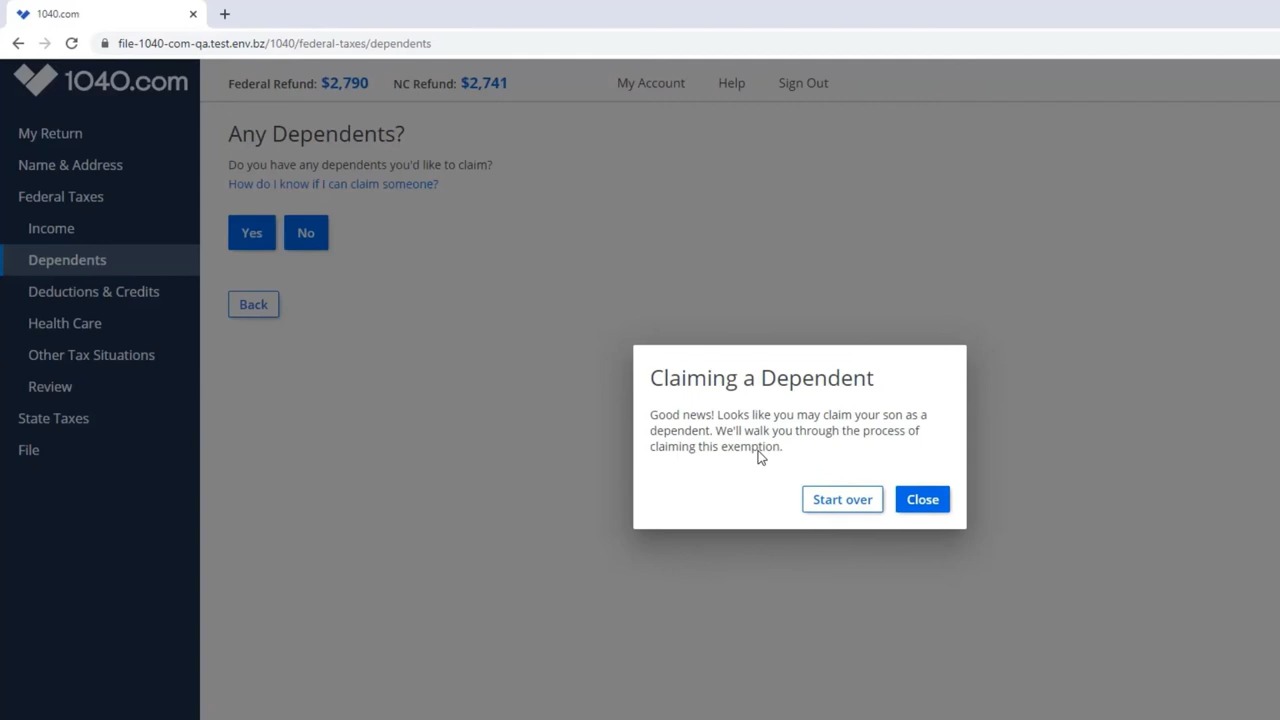 1040.com
file-1040-com-qa.test.env.bz/1040/federal-taxes/dependents
1040.com
Federal Refund: $2,790 NC Refund: $2,741 My Account Help Sign Out
My Return
Name & Address
Federal Taxes
Income
Dependents
Deductions & Credits
Health Care
Other Tax Situations
Review
State Taxes
File
Any Dependents?
Do you have any dependents you'd like to claim?
How do I know if I can claim someone?
Yes No
Back
Claiming a Dependent
Good news! Looks like you may claim your son as a
dependent. We'll walk you through the process of
claiming this exemption.
Start over Close